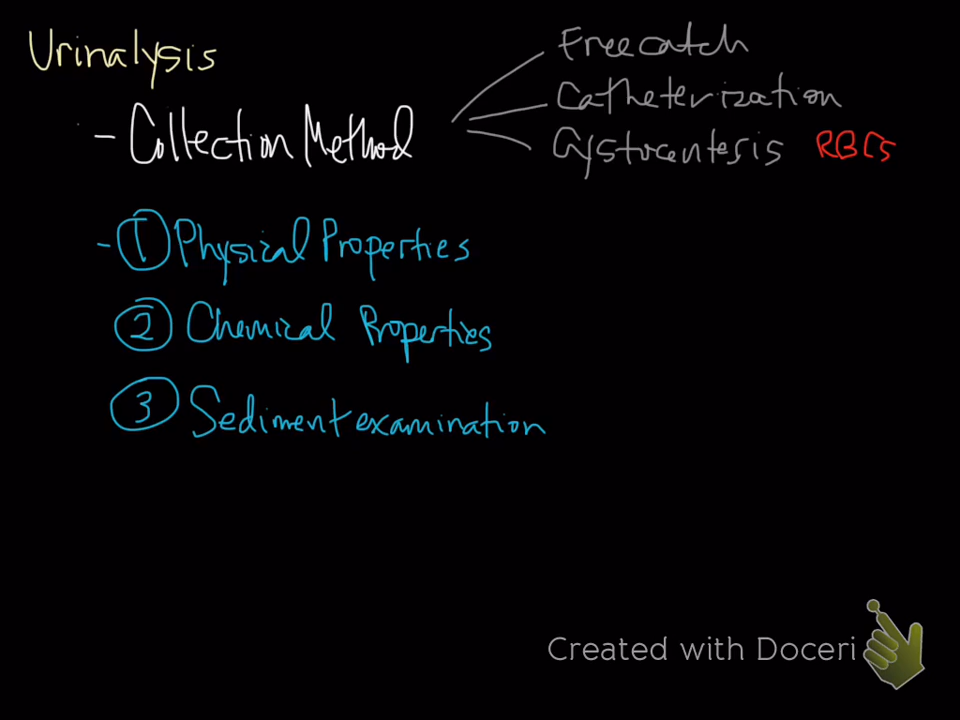 Urinalysis
- Collection Method
Free catch
Catheterization
Cystocentesis RBCs
- 1 Physical Properties
2 Chemical Properties
3 Sediment examination
Created with Doceri